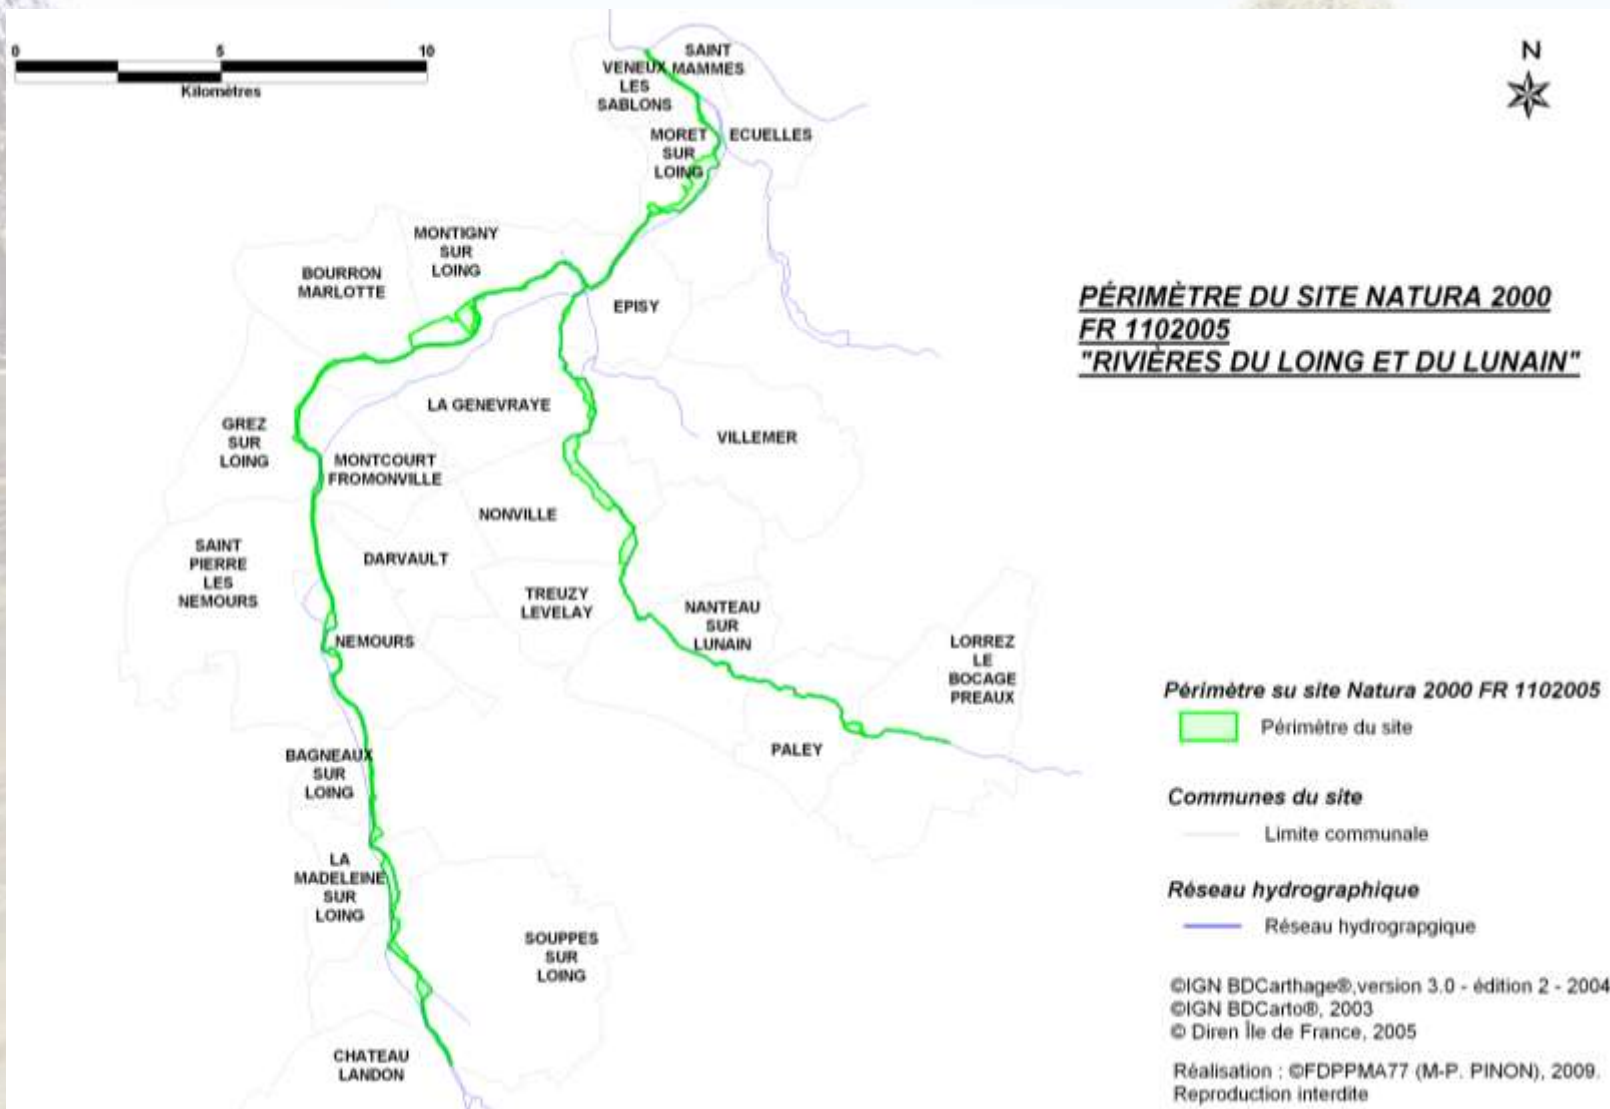 0 5 10
Kilomètres
N
SAINT
MAMMES
VENEUX
LES
SABLONS
MORET
SUR
LOING
ECUELLES
MONTIGNY
SUR
LOING
BOURRON
MARLOTTE
EPISY
PÉRIMÈTRE DU SITE NATURA 2000
FR 1102005
"RIVIÈRES DU LOING ET DU LUNAIN"
LA GENEVRAYE
GREZ
SUR
LOING
VILLEMER
MONTCOURT
FROMONVILLE
NONVILLE
SAINT
PIERRE
LES
NEMOURS
DARVAULT
TREUZY
LEVELAY
NANTEAU
SUR
LUNAIN
NEMOURS
LORREZ
LE
BOCAGE
PREAUX
PALEY
BAGNEAUX
SUR
LOING
LA
MADELEINE
SUR
LOING
SOUPPES
SUR
LOING
CHATEAU
LANDON
Périmètre su site Natura 2000 FR 1102005
Périmètre du site
Communes du site
Limite communale
Réseau hydrographique
Réseau hydrograpgique
©IGN BDCarthage®,version 3.0 - édition 2 - 2004
©IGN BDCarto®, 2003
© Diren Île de France, 2005
Réalisation : ©FDPPMA77 (M-P. PINON), 2009.
Reproduction interdite